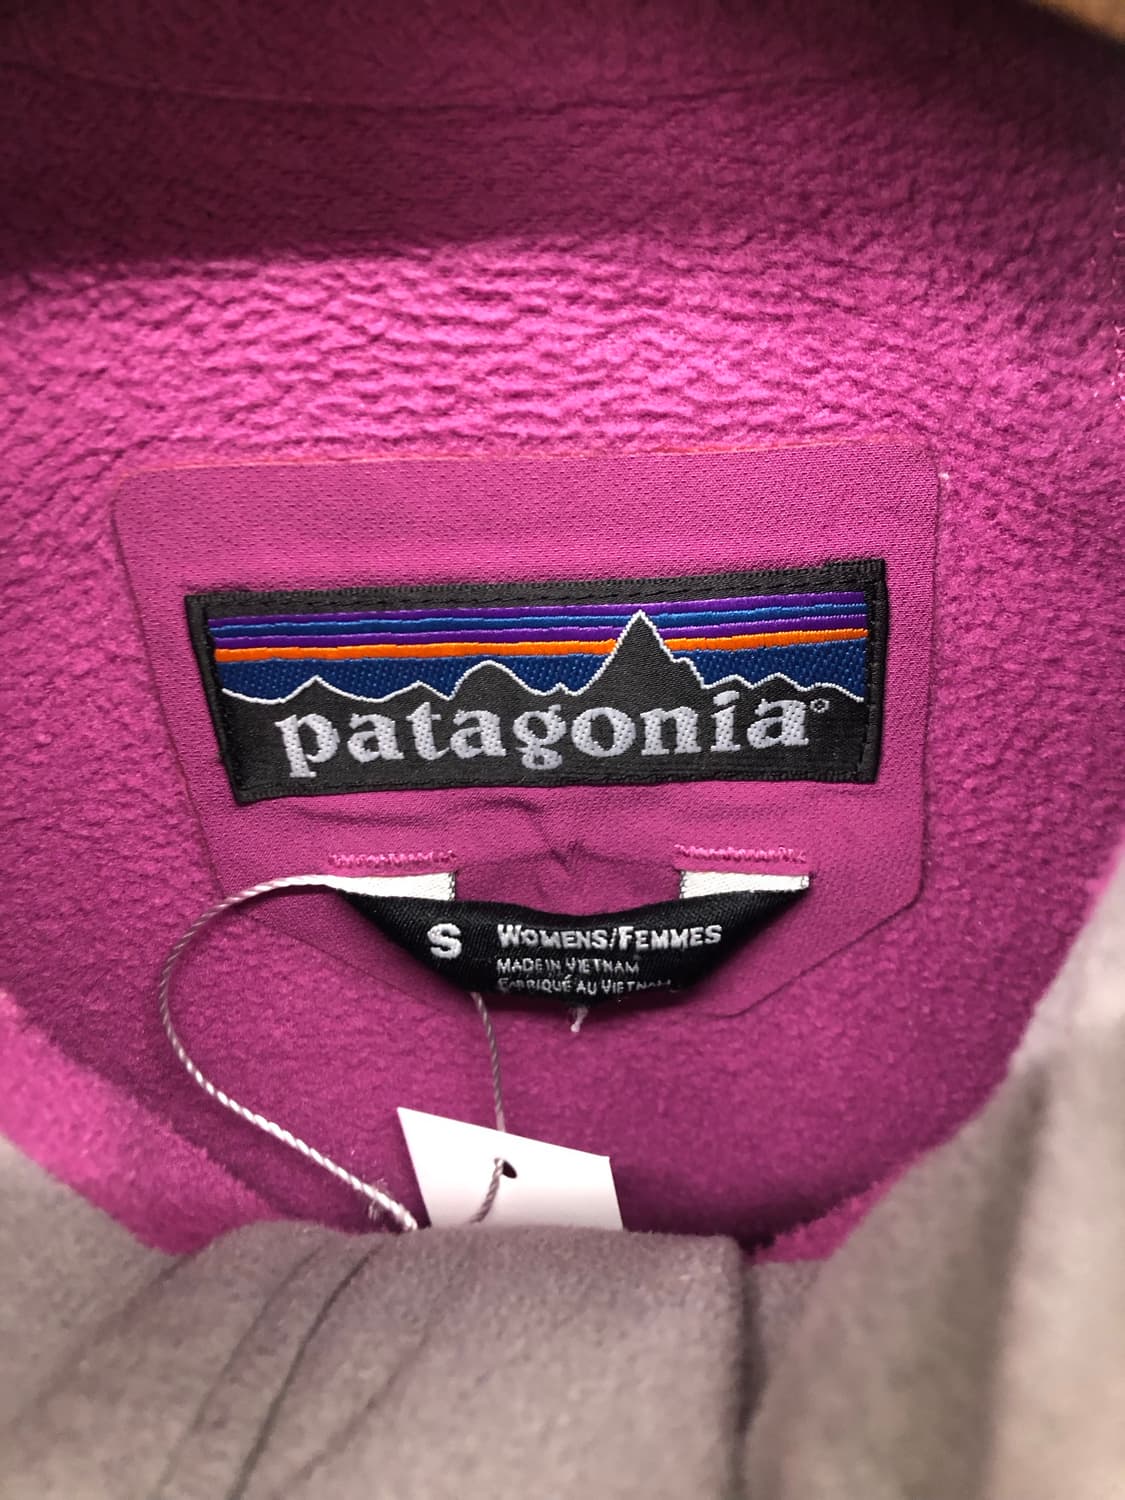 patagonia®
S WOMENS/FEMMES
MADE IN VIETNAM
FABRIQUÉ AU VIETNAM